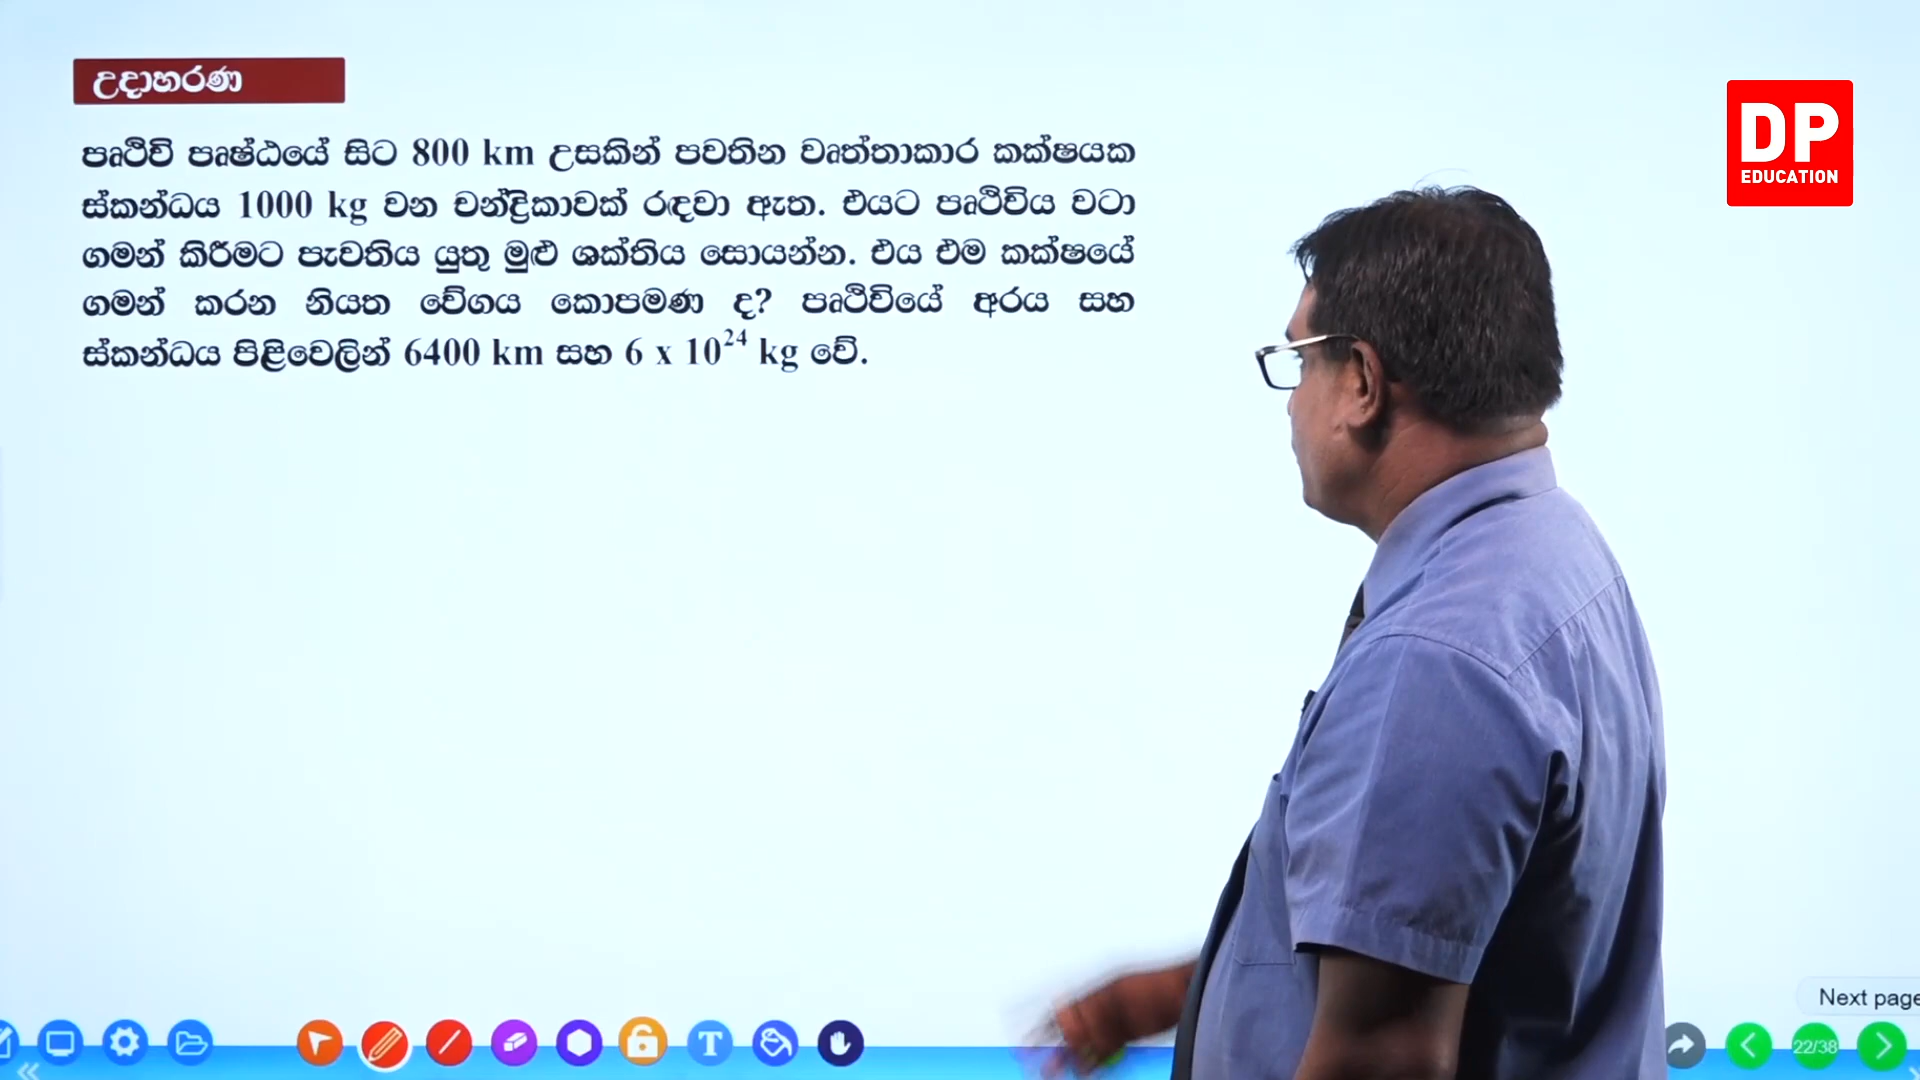 උදාහරණ
DP
EDUCATION
පෘථිවි පෘෂ්ඨයේ සිට 800 km උසකින් පවතින වෘත්තාකාර කක්ෂයක
ස්කන්ධය 1000 kg වන චන්ද්‍රිකාවක් රඳවා ඇත. එයට පෘථිවිය වටා
ගමන් කිරීමට පැවතිය යුතු මුළු ශක්තිය සොයන්න. එය එම කක්ෂයේ
ගමන් කරන නියත වේගය කොපමණ ද? පෘථිවියේ අරය සහ
ස්කන්ධය පිළිවෙලින් 6400 km සහ 6 x 10²⁴ kg වේ.
Next page
T
22/38